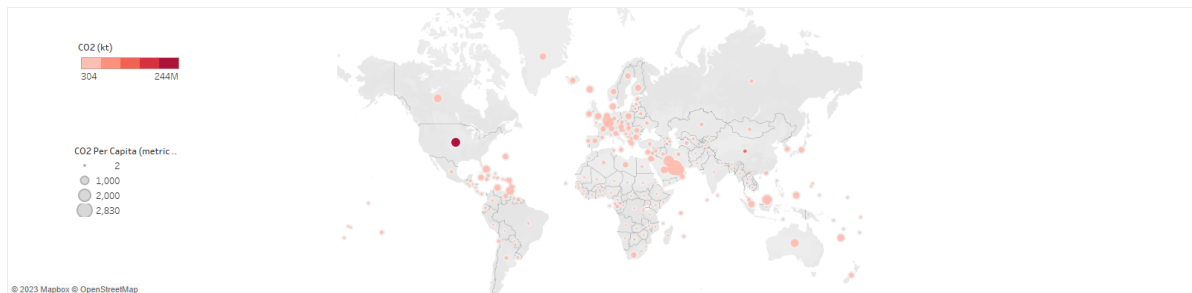 CO2 (kt)
304 244M
CO2 Per Capita (metric ..
2
1,000
2,000
2,830
© 2023 Mapbox © OpenStreetMap